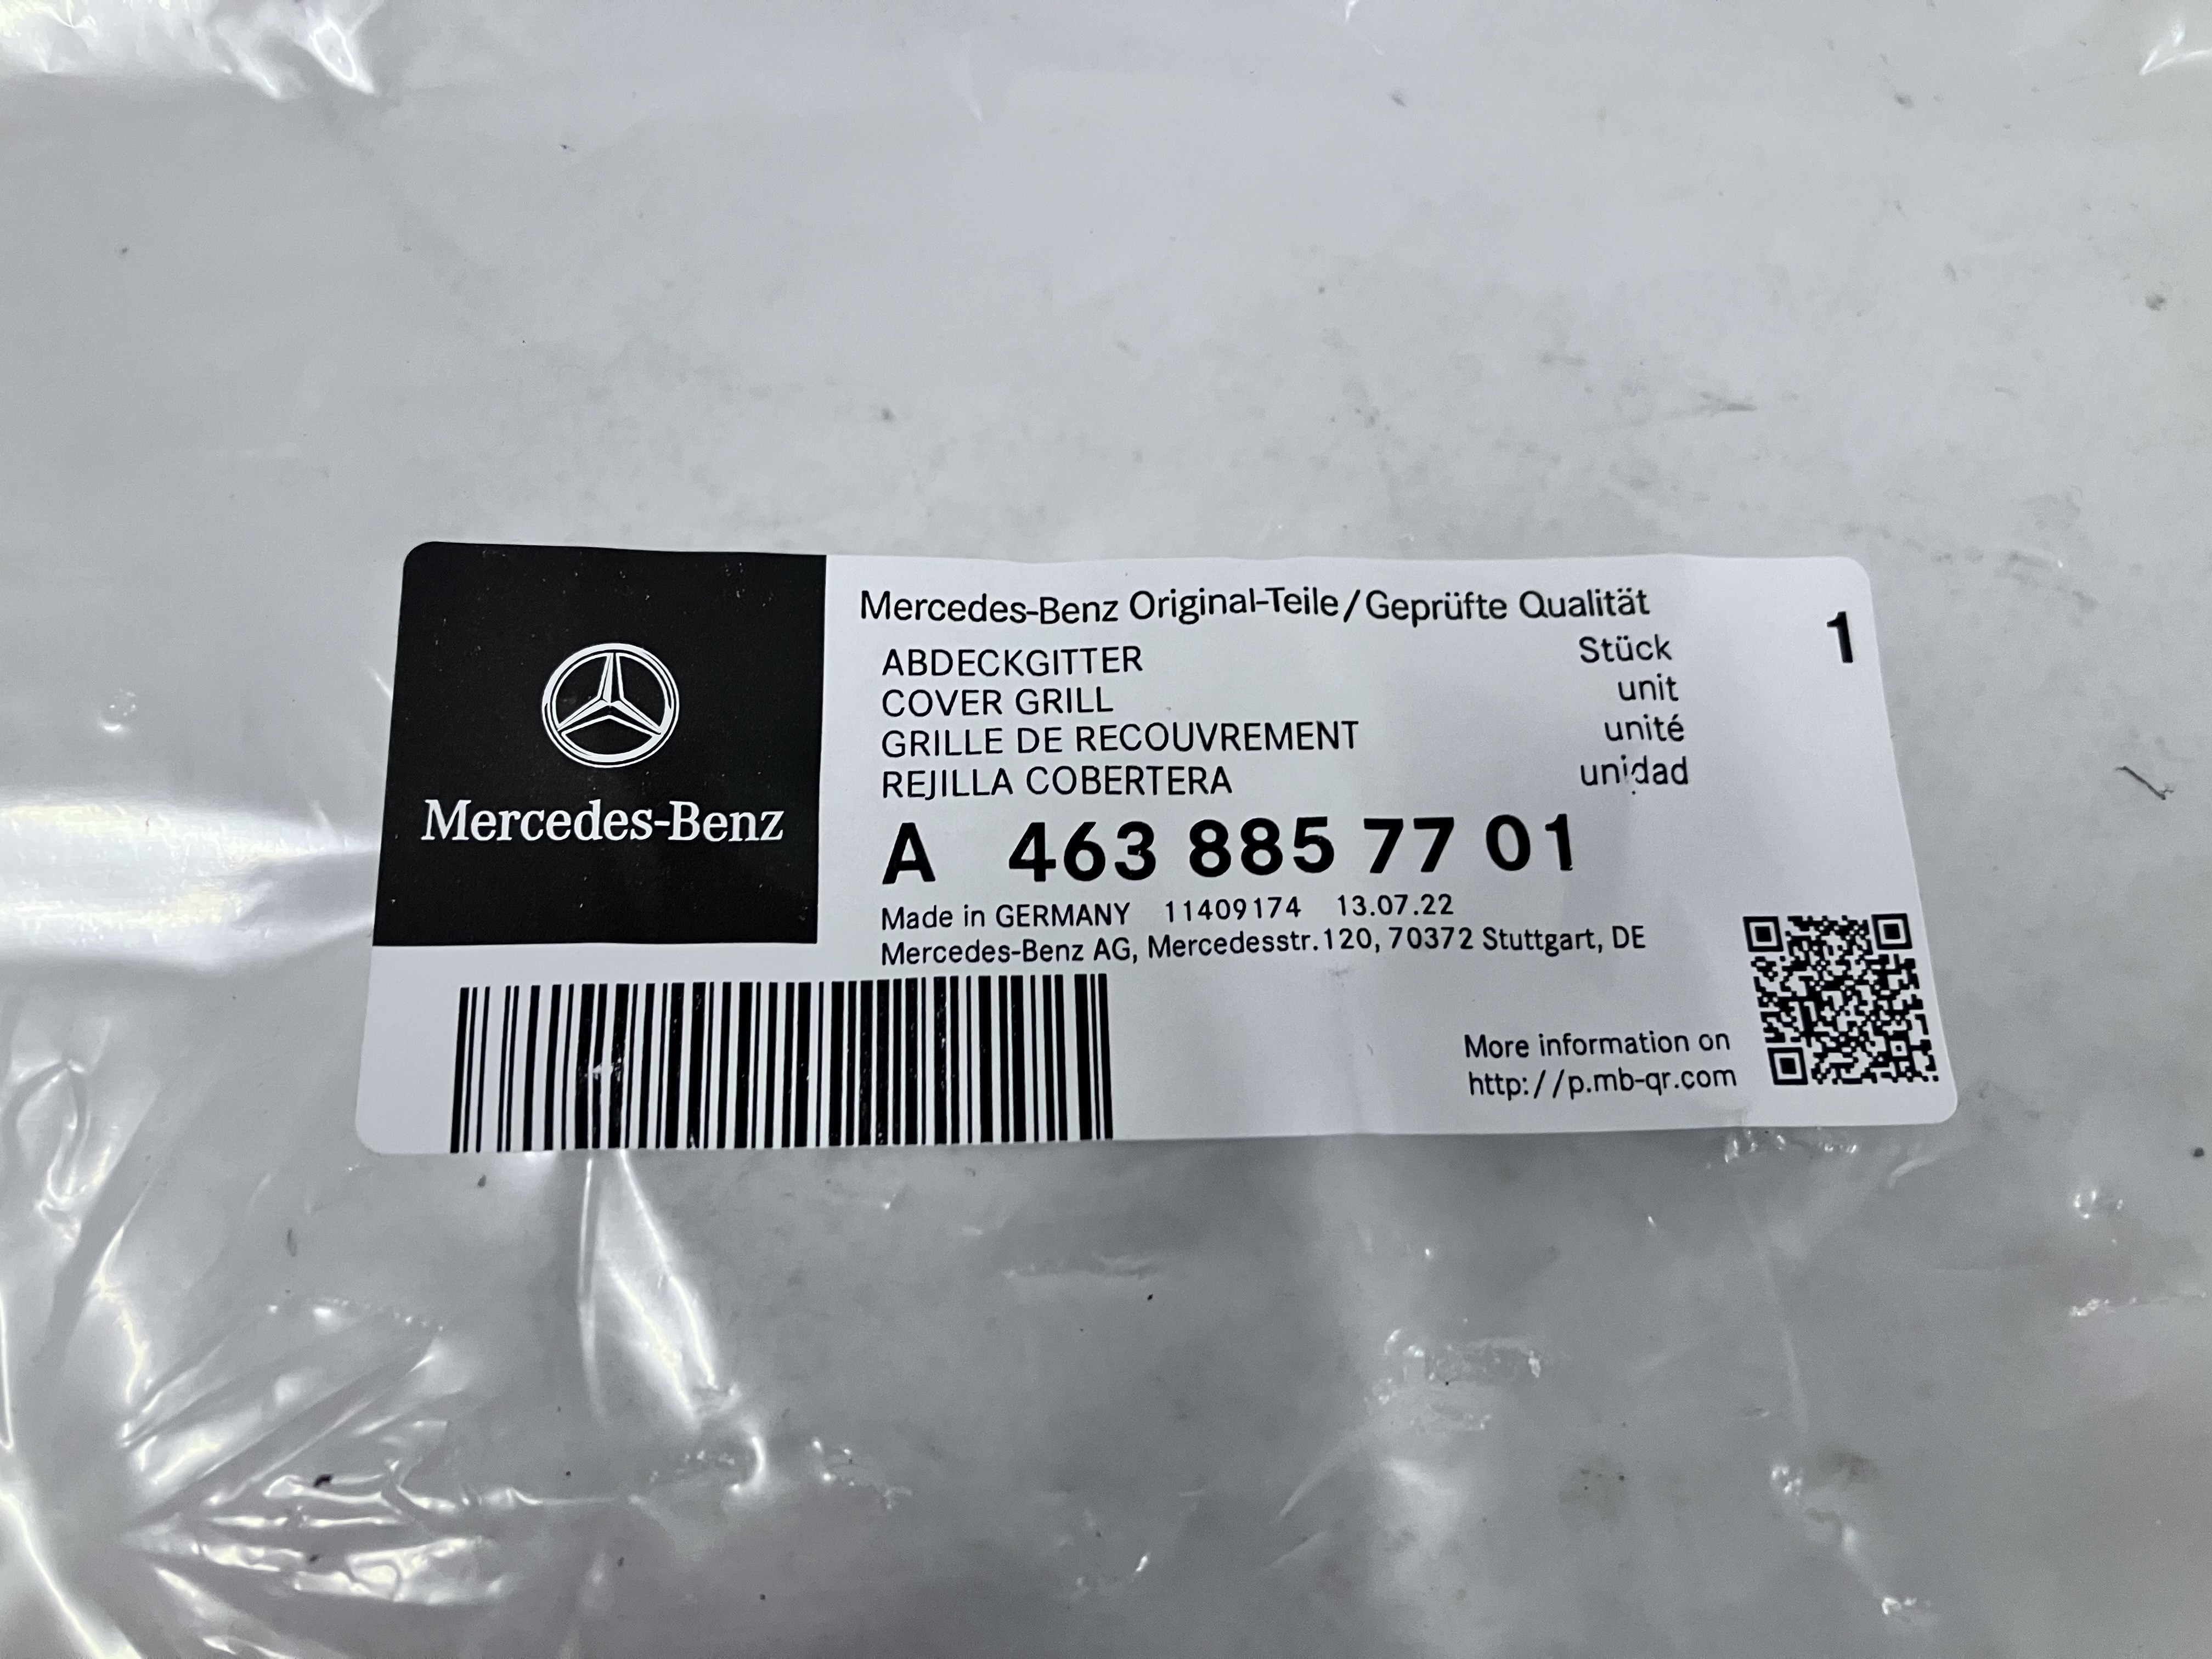 Mercedes-Benz
Mercedes-Benz Original-Teile/Geprüfte Qualität
ABDECKGITTER Stück 1
COVER GRILL unit
GRILLE DE RECOUVREMENT unité
REJILLA COBERTERA unidad
A 463 885 77 01
Made in GERMANY 11409174 13.07.22
Mercedes-Benz AG, Mercedesstr.120, 70372 Stuttgart, DE
More information on
http://p.mb-qr.com